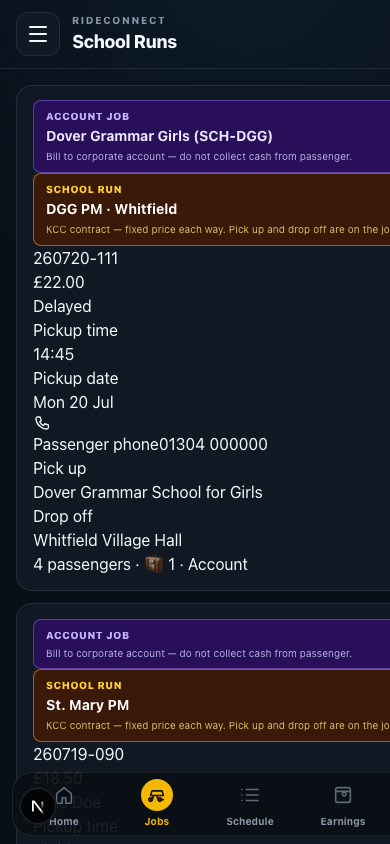 RIDECONNECT
School Runs
ACCOUNT JOB
Dover Grammar Girls (SCH-DGG)
Bill to corporate account — do not collect cash from passenger.
SCHOOL RUN
DGG PM · Whitfield
KCC contract — fixed price each way. Pick up and drop off are on the jo
260720-111
£22.00
Delayed
Pickup time
14:45
Pickup date
Mon 20 Jul
Passenger phone01304 000000
Pick up
Dover Grammar School for Girls
Drop off
Whitfield Village Hall
4 passengers · 🧳 1 · Account
ACCOUNT JOB
Bill to corporate account — do not collect cash from passenger.
SCHOOL RUN
St. Mary PM
KCC contract — fixed price each way. Pick up and drop off are on the jo
260719-090
£18.50
Doe
Pickup time
N
Home
Jobs
Schedule
Earnings